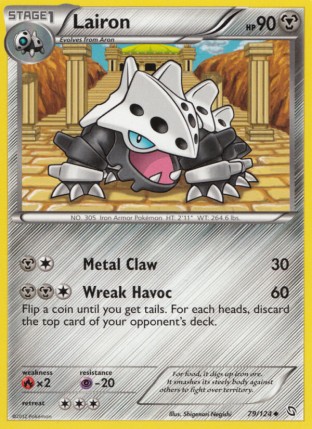 STAGE1
Lairon
HP90
Evolves from Aron
NO. 305 Iron Armor Pokémon HT: 2'11" WT: 264.6 lbs.
Metal Claw 30
Wreak Havoc 60
Flip a coin until you get tails. For each heads, discard
the top card of your opponent's deck.
weakness
×2
resistance
-20
retreat
For food, it digs up iron ore.
It smashes its steely body against
others to fight over territory.
©2012 Pokémon
Illus. Shigenori Negishi
79/124